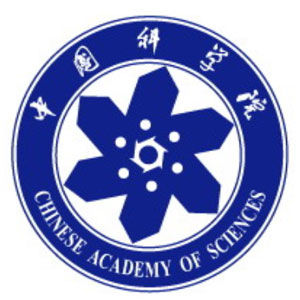 中国科学院
CHINESE ACADEMY OF SCIENCES